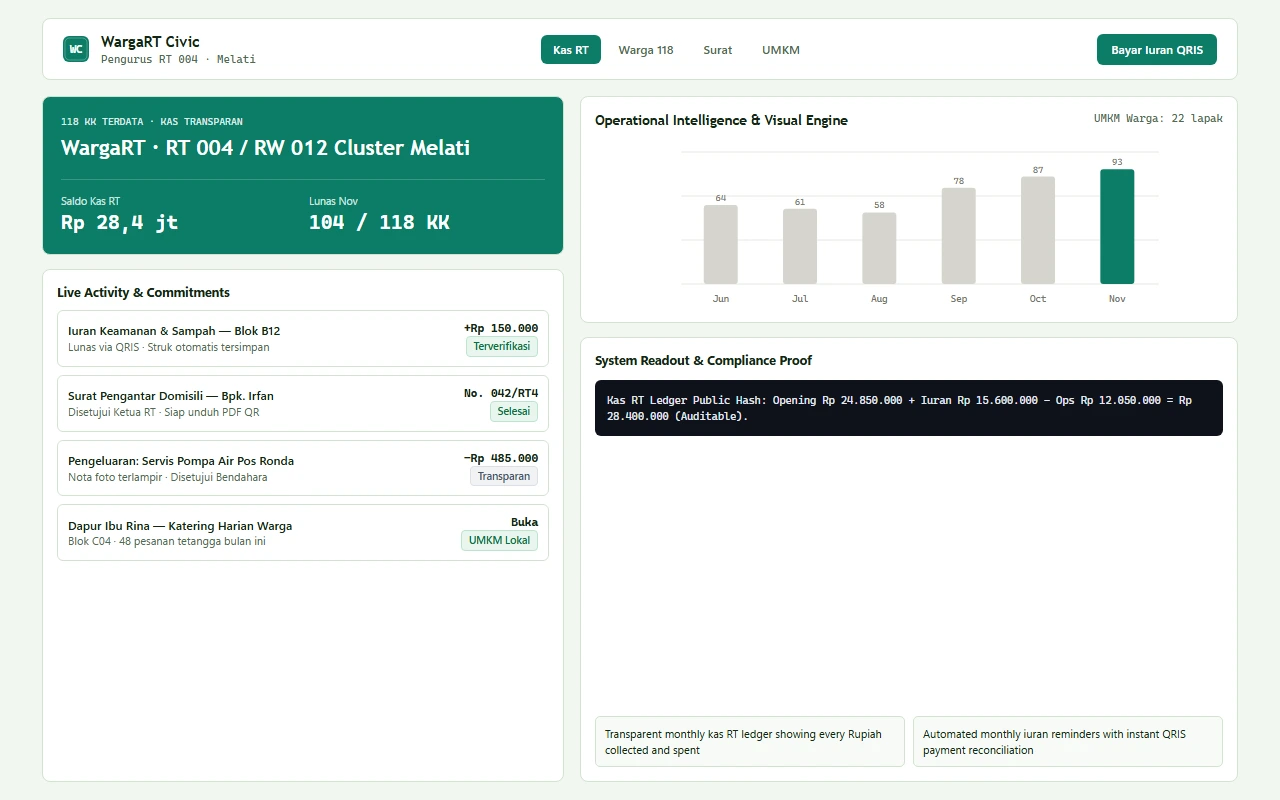 WC
WargaRT Civic
Pengurus RT 004 · Melati
Kas RT
Warga 118
Surat
UMKM
Bayar Iuran QRIS
118 KK TERDATA · KAS TRANSPARAN
WargaRT · RT 004 / RW 012 Cluster Melati
Saldo Kas RT
Rp 28,4 jt
Lunas Nov
104 / 118 KK
Live Activity & Commitments
Iuran Keamanan & Sampah — Blok B12
Lunas via QRIS · Struk otomatis tersimpan
+Rp 150.000
Terverifikasi
Surat Pengantar Domisili — Bpk. Irfan
Disetujui Ketua RT · Siap unduh PDF QR
No. 042/RT4
Selesai
Pengeluaran: Servis Pompa Air Pos Ronda
Nota foto terlampir · Disetujui Bendahara
−Rp 485.000
Transparan
Dapur Ibu Rina — Katering Harian Warga
Blok C04 · 48 pesanan tetangga bulan ini
Buka
UMKM Lokal
Operational Intelligence & Visual Engine
UMKM Warga: 22 lapak
64
61
58
78
87
93
Jun
Jul
Aug
Sep
Oct
Nov
System Readout & Compliance Proof
Kas RT Ledger Public Hash: Opening Rp 24.850.000 + Iuran Rp 15.600.000 − Ops Rp 12.050.000 = Rp
28.400.000 (Auditable).
Transparent monthly kas RT ledger showing every Rupiah
collected and spent
Automated monthly iuran reminders with instant QRIS
payment reconciliation